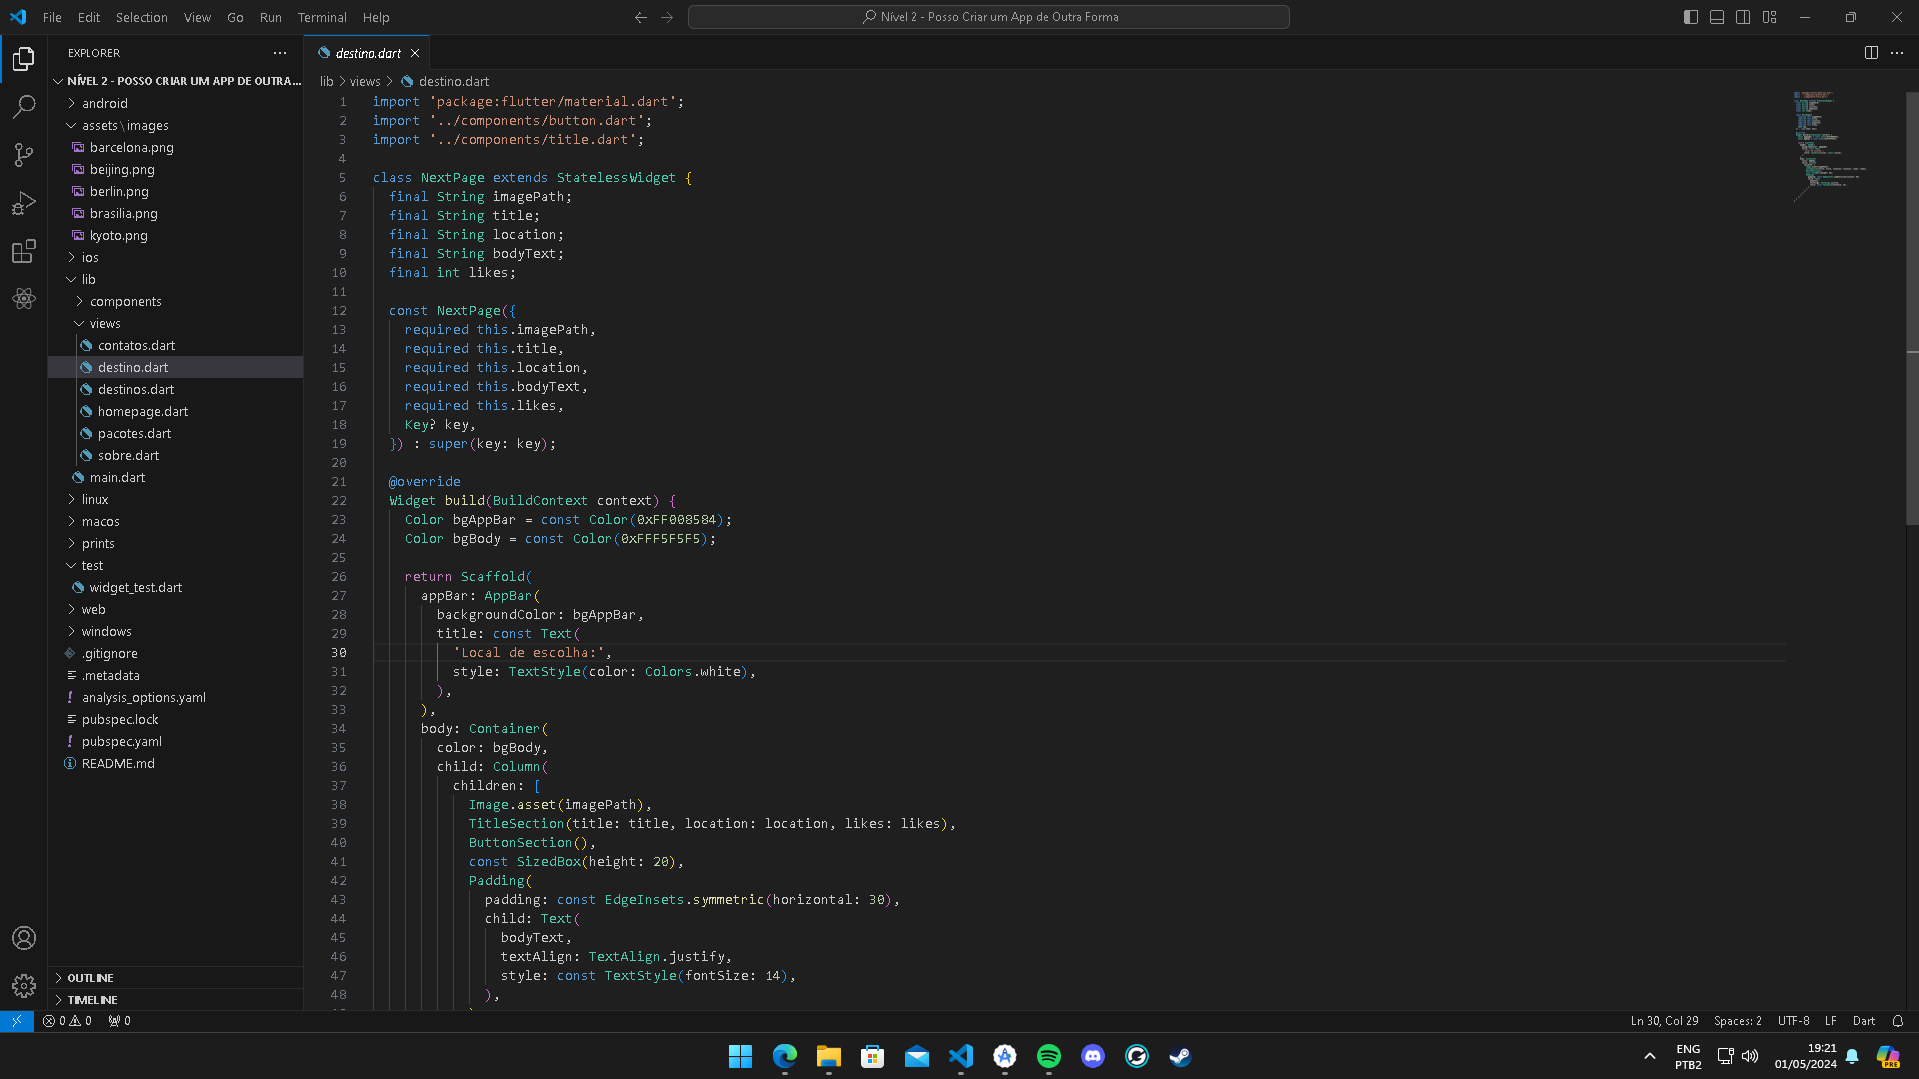 File Edit Selection View Go Run Terminal Help
Nível 2 - Posso Criar um App de Outra Forma
EXPLORER
NÍVEL 2 - POSSO CRIAR UM APP DE OUTRA...
android
assets\images
barcelona.png
beijing.png
berlin.png
brasilia.png
kyoto.png
ios
lib
components
views
contatos.dart
destino.dart
destinos.dart
homepage.dart
pacotes.dart
sobre.dart
main.dart
linux
macos
prints
test
widget_test.dart
web
windows
.gitignore
.metadata
analysis_options.yaml
pubspec.lock
pubspec.yaml
README.md
OUTLINE
TIMELINE
destino.dart
lib > views > destino.dart
1 import 'package:flutter/material.dart';
2 import '../components/button.dart';
3 import '../components/title.dart';
4
5 class NextPage extends StatelessWidget {
6 final String imagePath;
7 final String title;
8 final String location;
9 final String bodyText;
10 final int likes;
11
12 const NextPage({
13 required this.imagePath,
14 required this.title,
15 required this.location,
16 required this.bodyText,
17 required this.likes,
18 Key? key,
19 }) : super(key: key);
20
21 @override
22 Widget build(BuildContext context) {
23 Color bgAppBar = const Color(0xFF008584);
24 Color bgBody = const Color(0xFFF5F5F5);
25
26 return Scaffold(
27 appBar: AppBar(
28 backgroundColor: bgAppBar,
29 title: const Text(
30 'Local de escolha:',
31 style: TextStyle(color: Colors.white),
32 ),
33 ),
34 body: Container(
35 color: bgBody,
36 child: Column(
37 children: [
38 Image.asset(imagePath),
39 TitleSection(title: title, location: location, likes: likes),
40 ButtonSection(),
41 const SizedBox(height: 20),
42 Padding(
43 padding: const EdgeInsets.symmetric(horizontal: 30),
44 child: Text(
45 bodyText,
46 textAlign: TextAlign.justify,
47 style: const TextStyle(fontSize: 14),
48 ),
0 0 0
Ln 30, Col 29 Spaces: 2 UTF-8 LF Dart
ENG
PTB2
19:21
01/05/2024
PRE